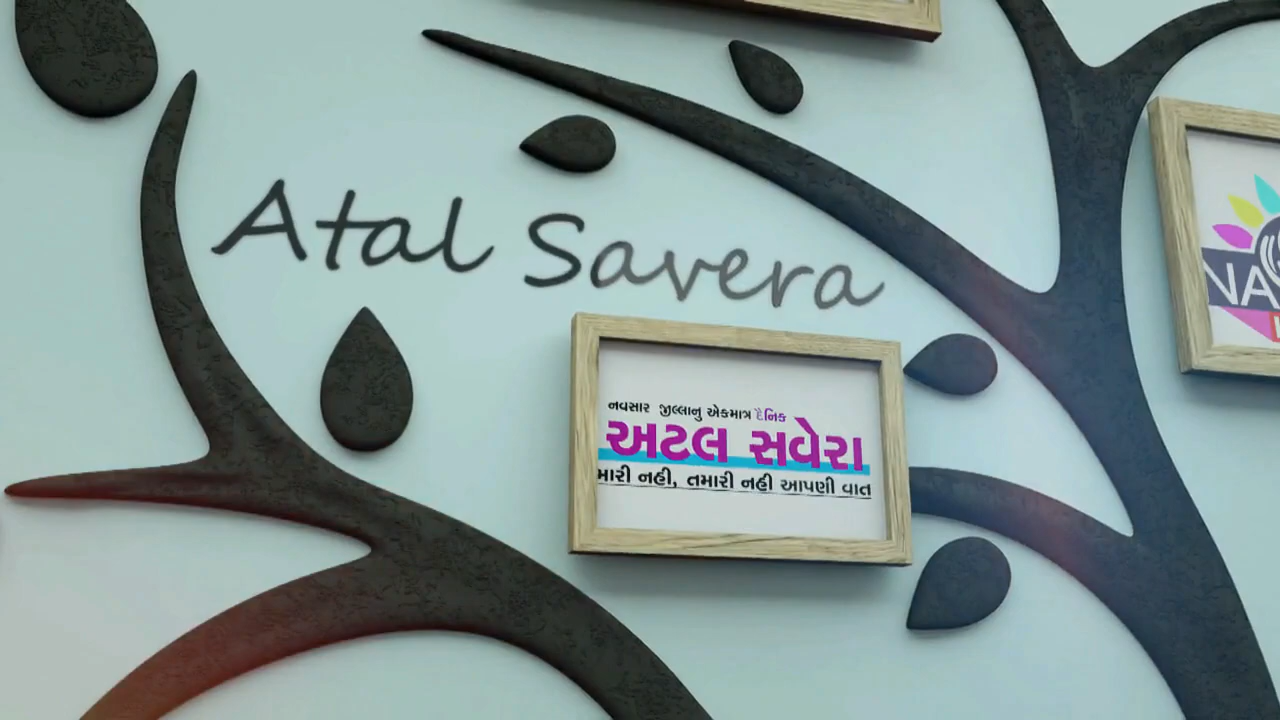 Atal Savera
નવસાર જીલ્લાનુ એકમાત્ર દૈનિક
અટલ સવેરા
મારી નહી, તમારી નહી આપણી વાત